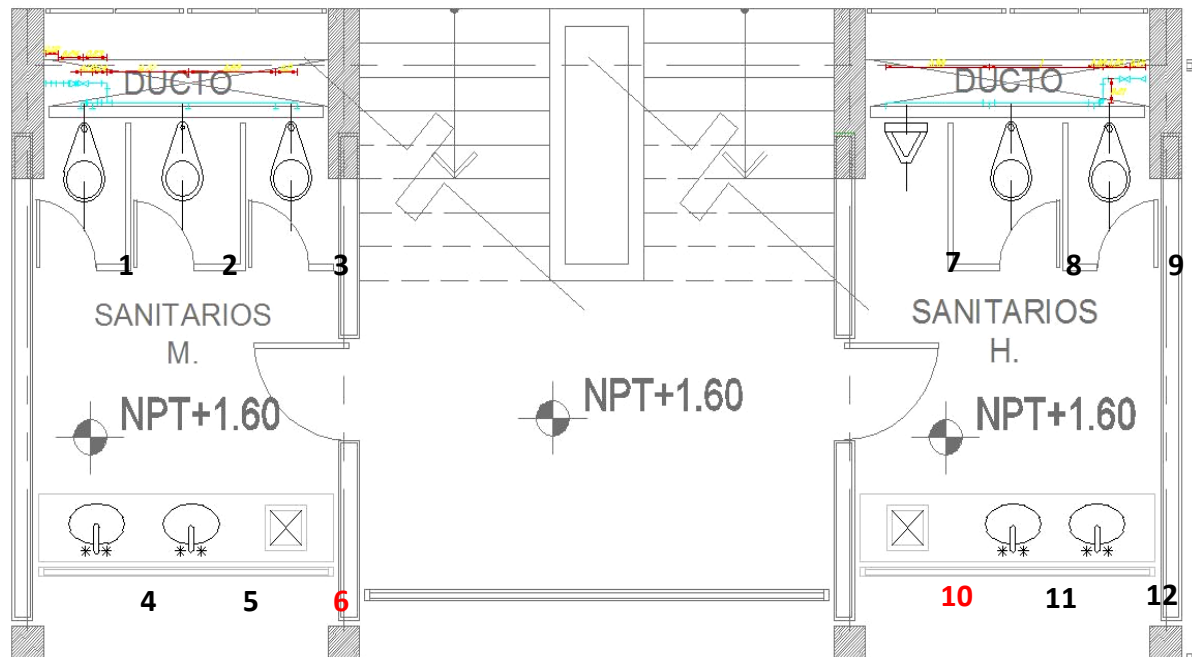 DUCTO
DUCTO
1
2
3
7
8
9
SANITARIOS
M.
SANITARIOS
H.
NPT+1.60
NPT+1.60
NPT+1.60
4
5
6
10
11
12